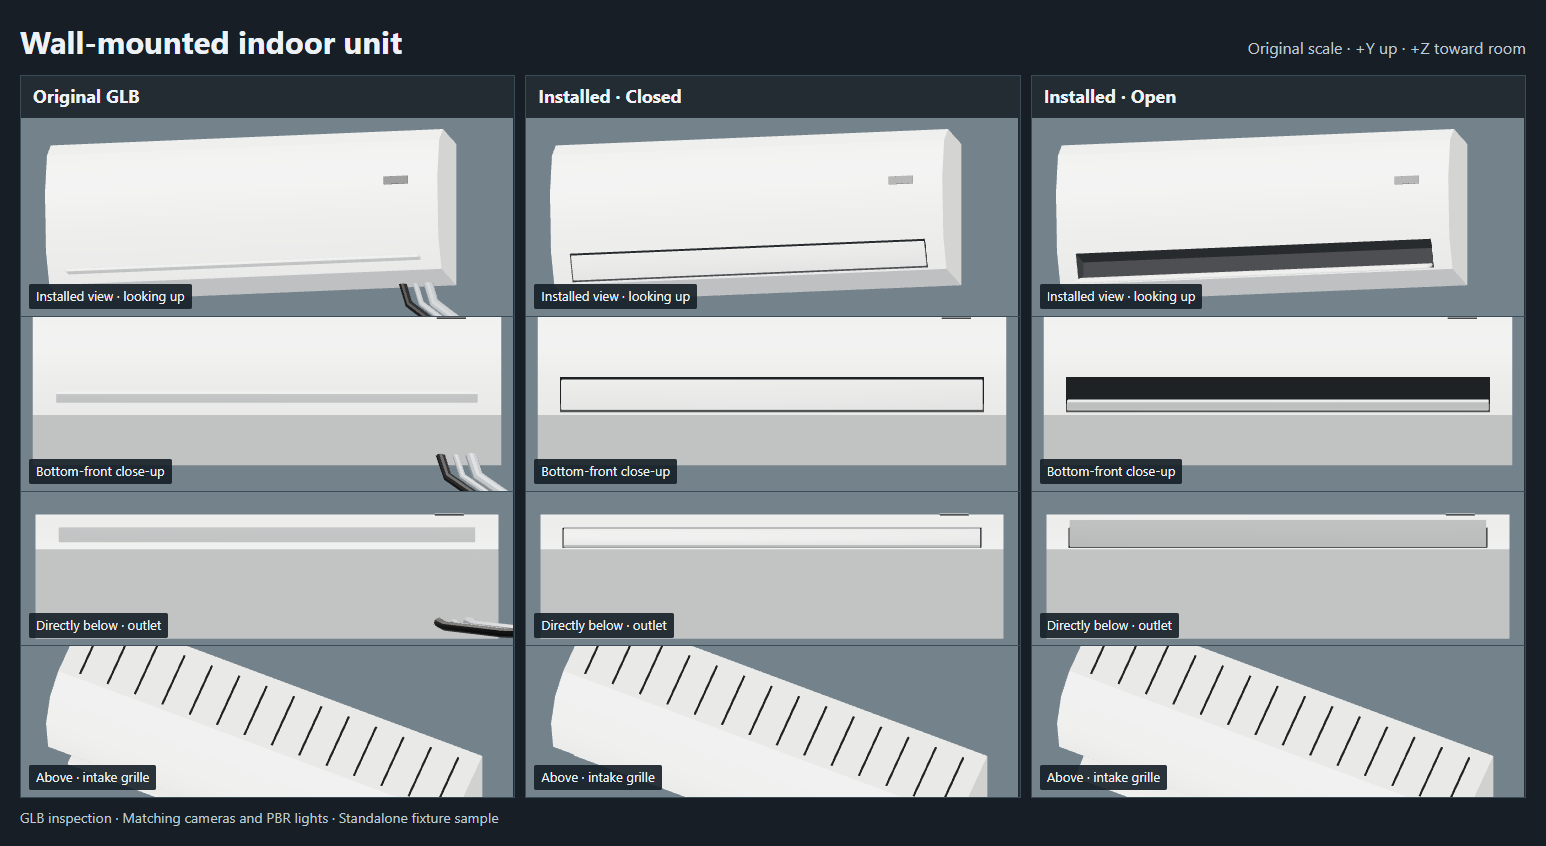 Wall-mounted indoor unit
Original scale · +Y up · +Z toward room
Original GLB
Installed · Closed
Installed · Open
Installed view · looking up
Installed view · looking up
Installed view · looking up
Bottom-front close-up
Bottom-front close-up
Bottom-front close-up
Directly below · outlet
Directly below · outlet
Directly below · outlet
Above · intake grille
Above · intake grille
Above · intake grille
GLB inspection · Matching cameras and PBR lights · Standalone fixture sample